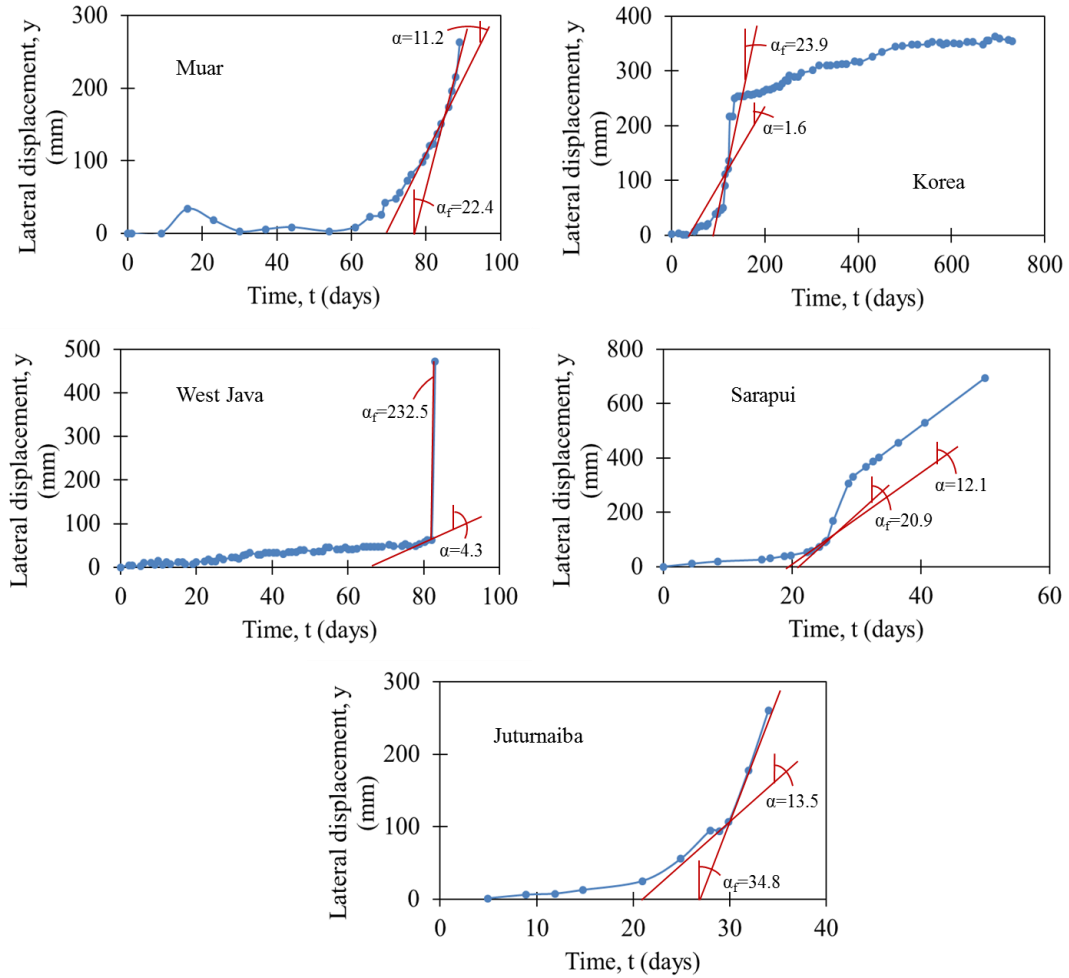 Lateral displacement, y
(mm)
300
200
100
0
0
20
40
60
80
100
Time, t (days)
Muar
α=11.2
αf=22.4
Lateral displacement, y
(mm)
400
300
200
100
0
0
200
400
600
800
Time, t (days)
Korea
αf=23.9
α=1.6
Lateral displacement, y
(mm)
500
400
300
200
100
0
0
20
40
60
80
100
Time, t (days)
West Java
αf=232.5
α=4.3
Lateral displacement, y
(mm)
800
600
400
200
0
0
20
40
60
Time, t (days)
Sarapui
α=12.1
αf=20.9
Lateral displacement, y
(mm)
300
200
100
0
0
10
20
30
40
Time, t (days)
Juturnaiba
α=13.5
αf=34.8